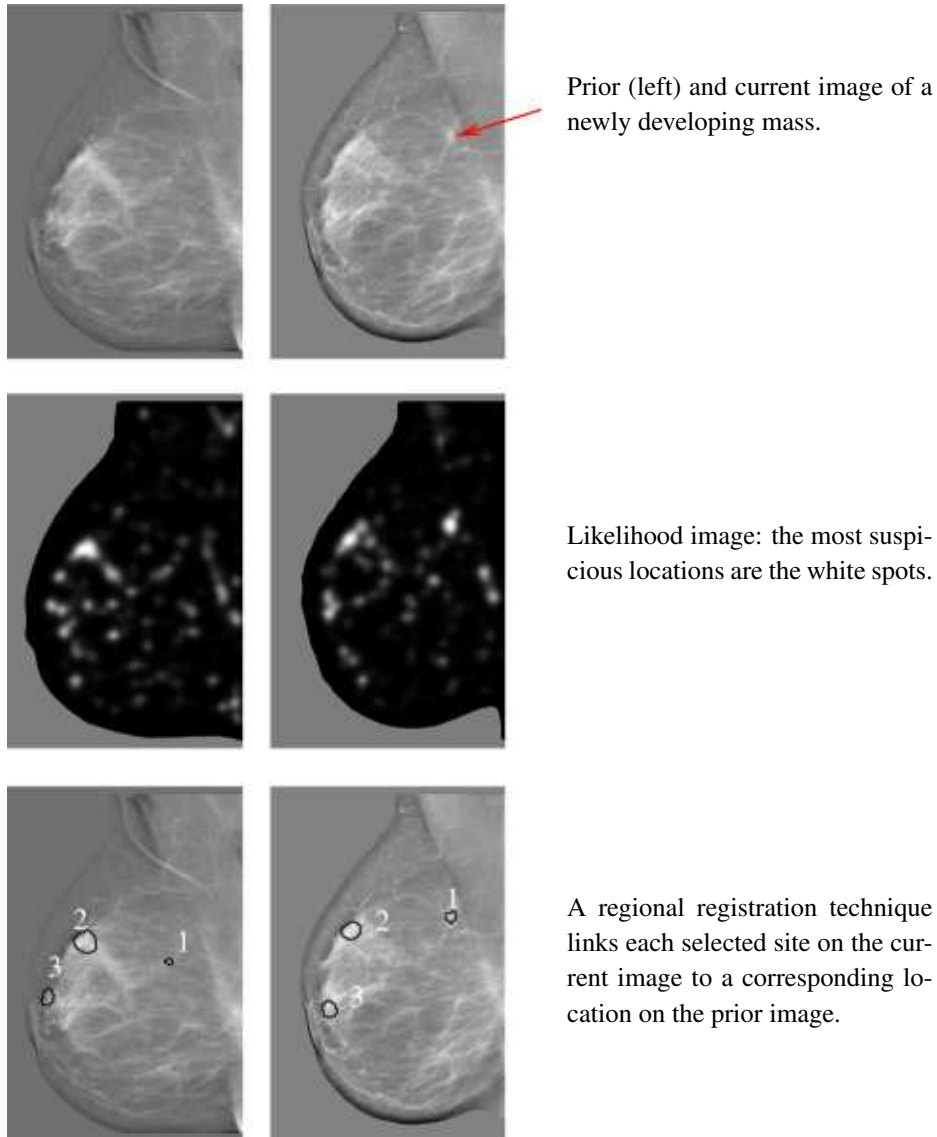 Prior (left) and current image of a
newly developing mass.
Likelihood image: the most suspi-
cious locations are the white spots.
2
1
3
1
2
3
A regional registration technique
links each selected site on the cur-
rent image to a corresponding lo-
cation on the prior image.